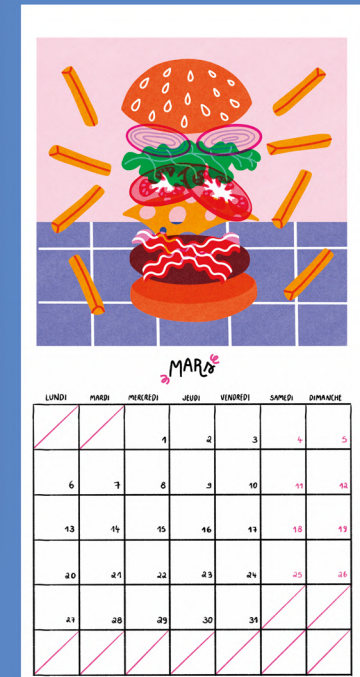 MARS
LUNDI MARDI MERCREDI JEUDI VENDREDI SAMEDI DIMANCHE
1 2 3 4 5
6 7 8 9 10 11 12
13 14 15 16 17 18 19
20 21 22 23 24 25 26
27 28 29 30 31